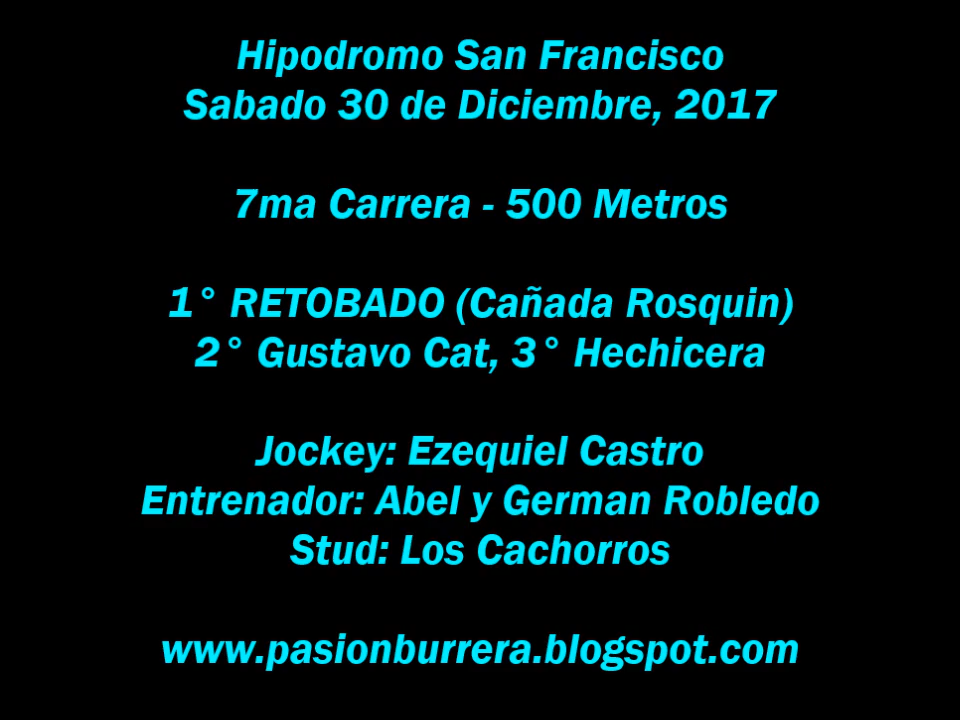 Hipodromo San Francisco
Sabado 30 de Diciembre, 2017
7ma Carrera - 500 Metros
1° RETOBADO (Cañada Rosquin)
2° Gustavo Cat, 3° Hechicera
Jockey: Ezequiel Castro
Entrenador: Abel y German Robledo
Stud: Los Cachorros
www.pasionburrera.blogspot.com